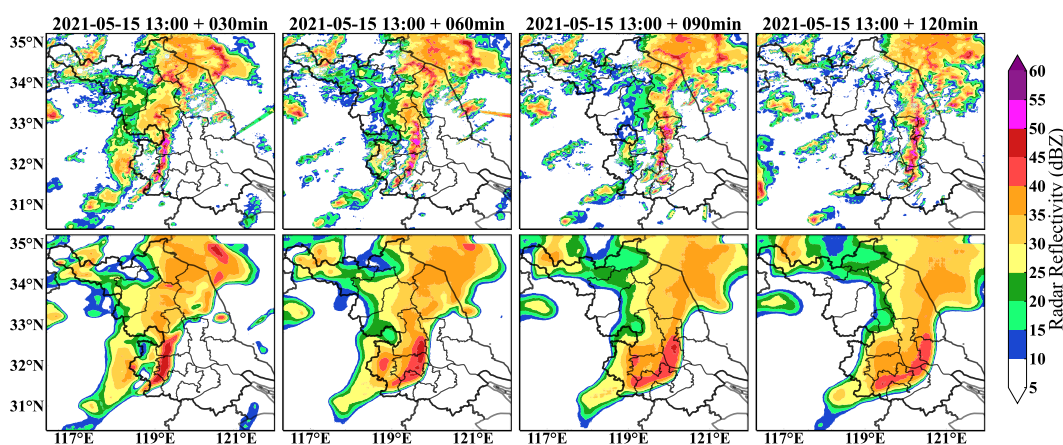 2021-05-15 13:00 + 030min 2021-05-15 13:00 + 060min 2021-05-15 13:00 + 090min 2021-05-15 13:00 + 120min
35°N
34°N
33°N
32°N
31°N
35°N
34°N
33°N
32°N
31°N
117°E 119°E 121°E 117°E 119°E 121°E 117°E 119°E 121°E 117°E 119°E 121°E
60
55
50
45
40
35
30
25
20
15
10
5
Radar Reflectivity (dBZ)